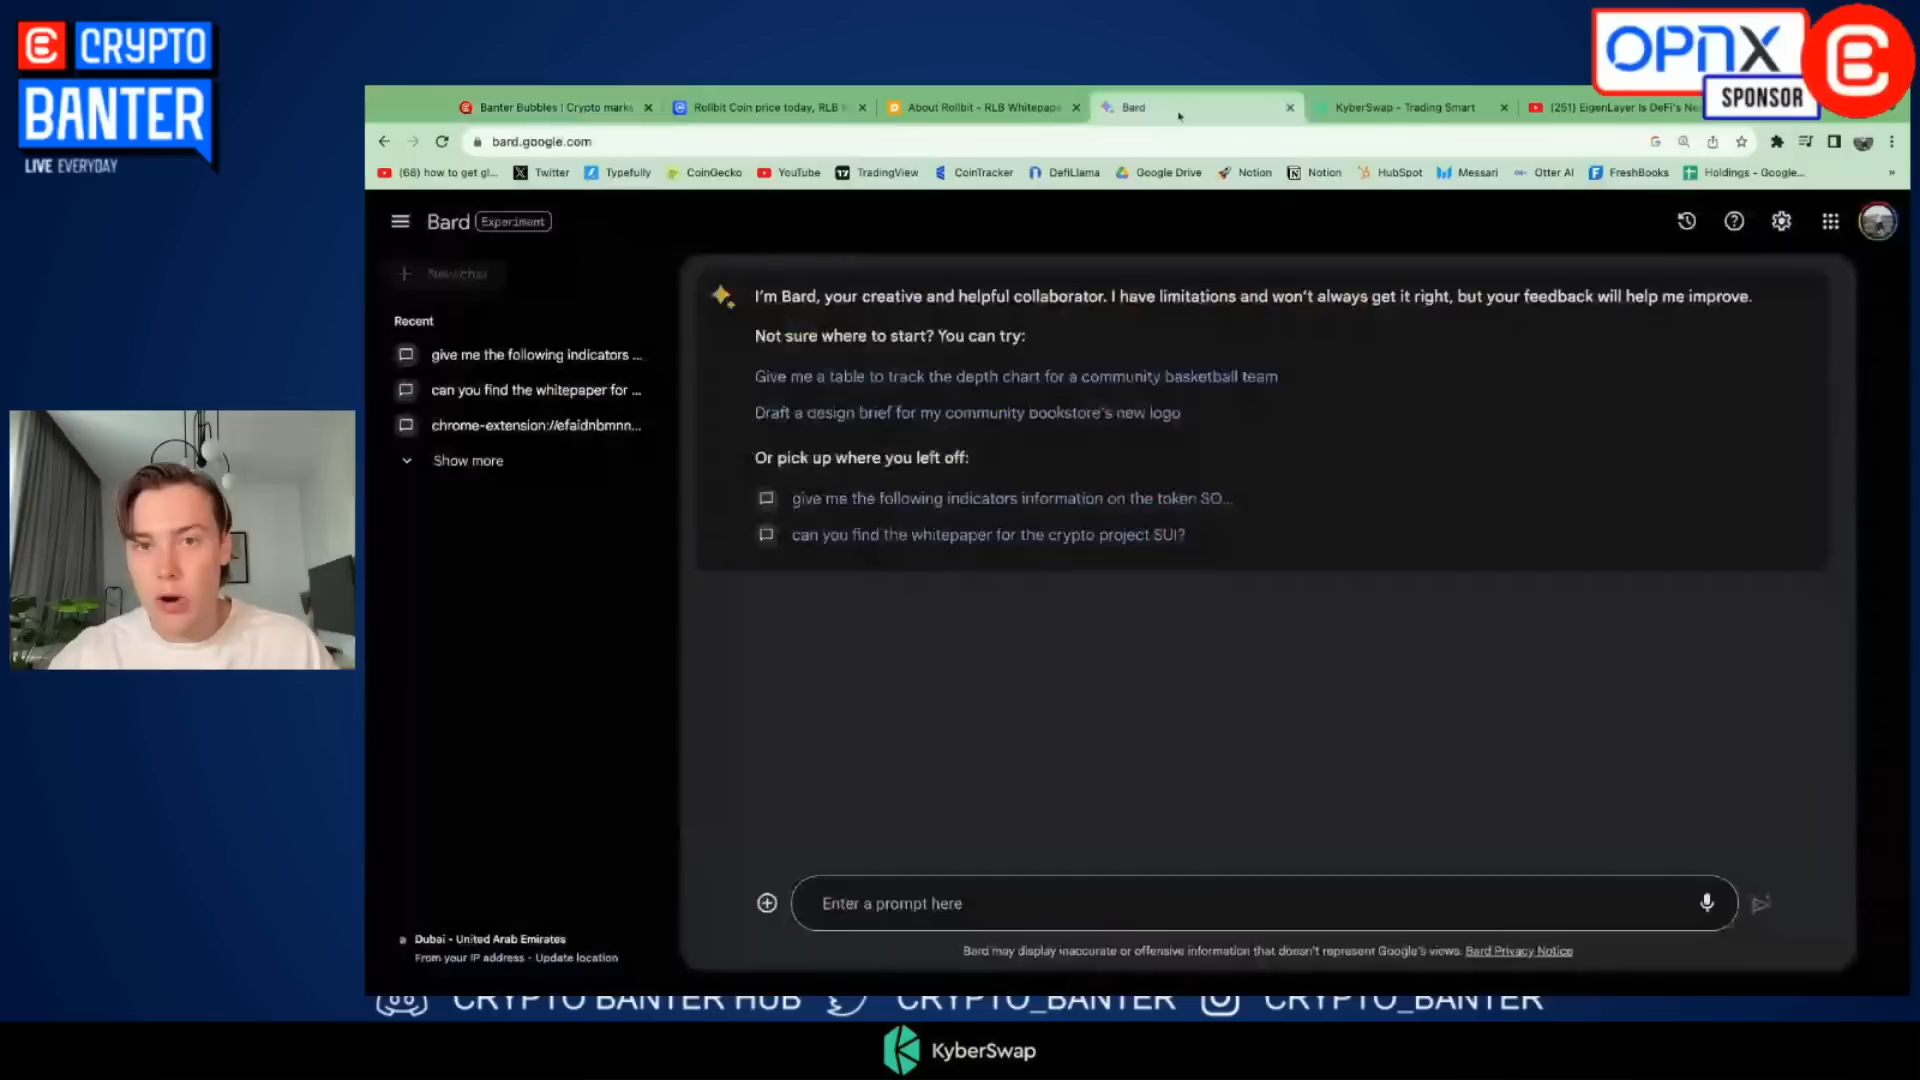 CRYPTO
BANTER
LIVE EVERYDAY
OPNX
SPONSOR
Banter Bubbles | Crypto marke
Rollbit Coin price today, RLB
About Rollbit - RLB Whitepape
Bard
KyberSwap - Trading Smart
(251) EigenLayer Is DeFi's Ne
bard.google.com
(68) how to get gl...
Twitter
Typefully
CoinGecko
YouTube
TradingView
CoinTracker
DefiLlama
Google Drive
Notion
Notion
HubSpot
Messari
Otter AI
FreshBooks
Holdings - Google...
»
Bard Experiment
New chat
Recent
give me the following indicators ...
can you find the whitepaper for ...
chrome-extension://efaidnbmnn...
Show more
I'm Bard, your creative and helpful collaborator. I have limitations and won't always get it right, but your feedback will help me improve.
Not sure where to start? You can try:
Give me a table to track the depth chart for a community basketball team
Draft a design brief for my community bookstore's new logo
Or pick up where you left off:
give me the following indicators information on the token SO...
can you find the whitepaper for the crypto project SUI?
Enter a prompt here
Bard may display inaccurate or offensive information that doesn't represent Google's views. Bard Privacy Notice
Dubai - United Arab Emirates
From your IP address • Update location
CRYPTO BANTER HUB
CRYPTO_BANTER
CRYPTO_BANTER
KyberSwap